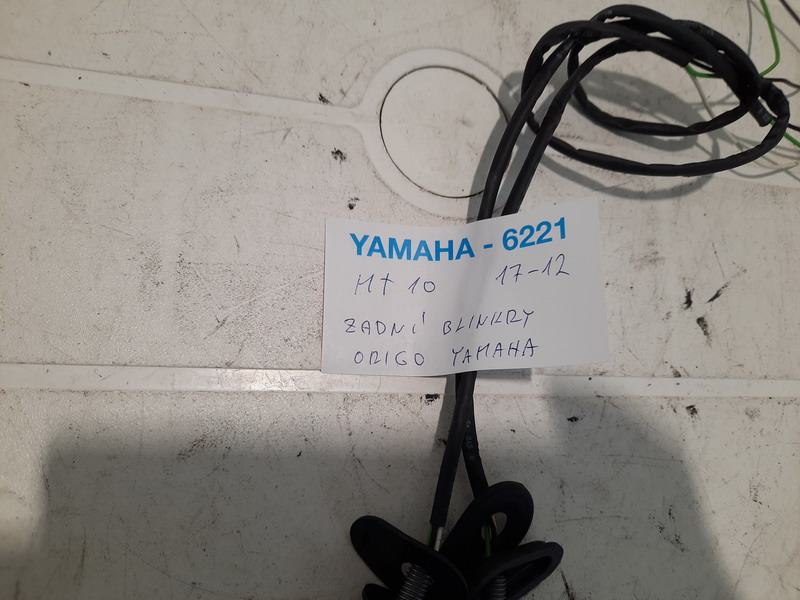 YAMAHA - 6221
MT 10 17-12
ZADNÍ BLINKRY
ORIGO YAMAHA